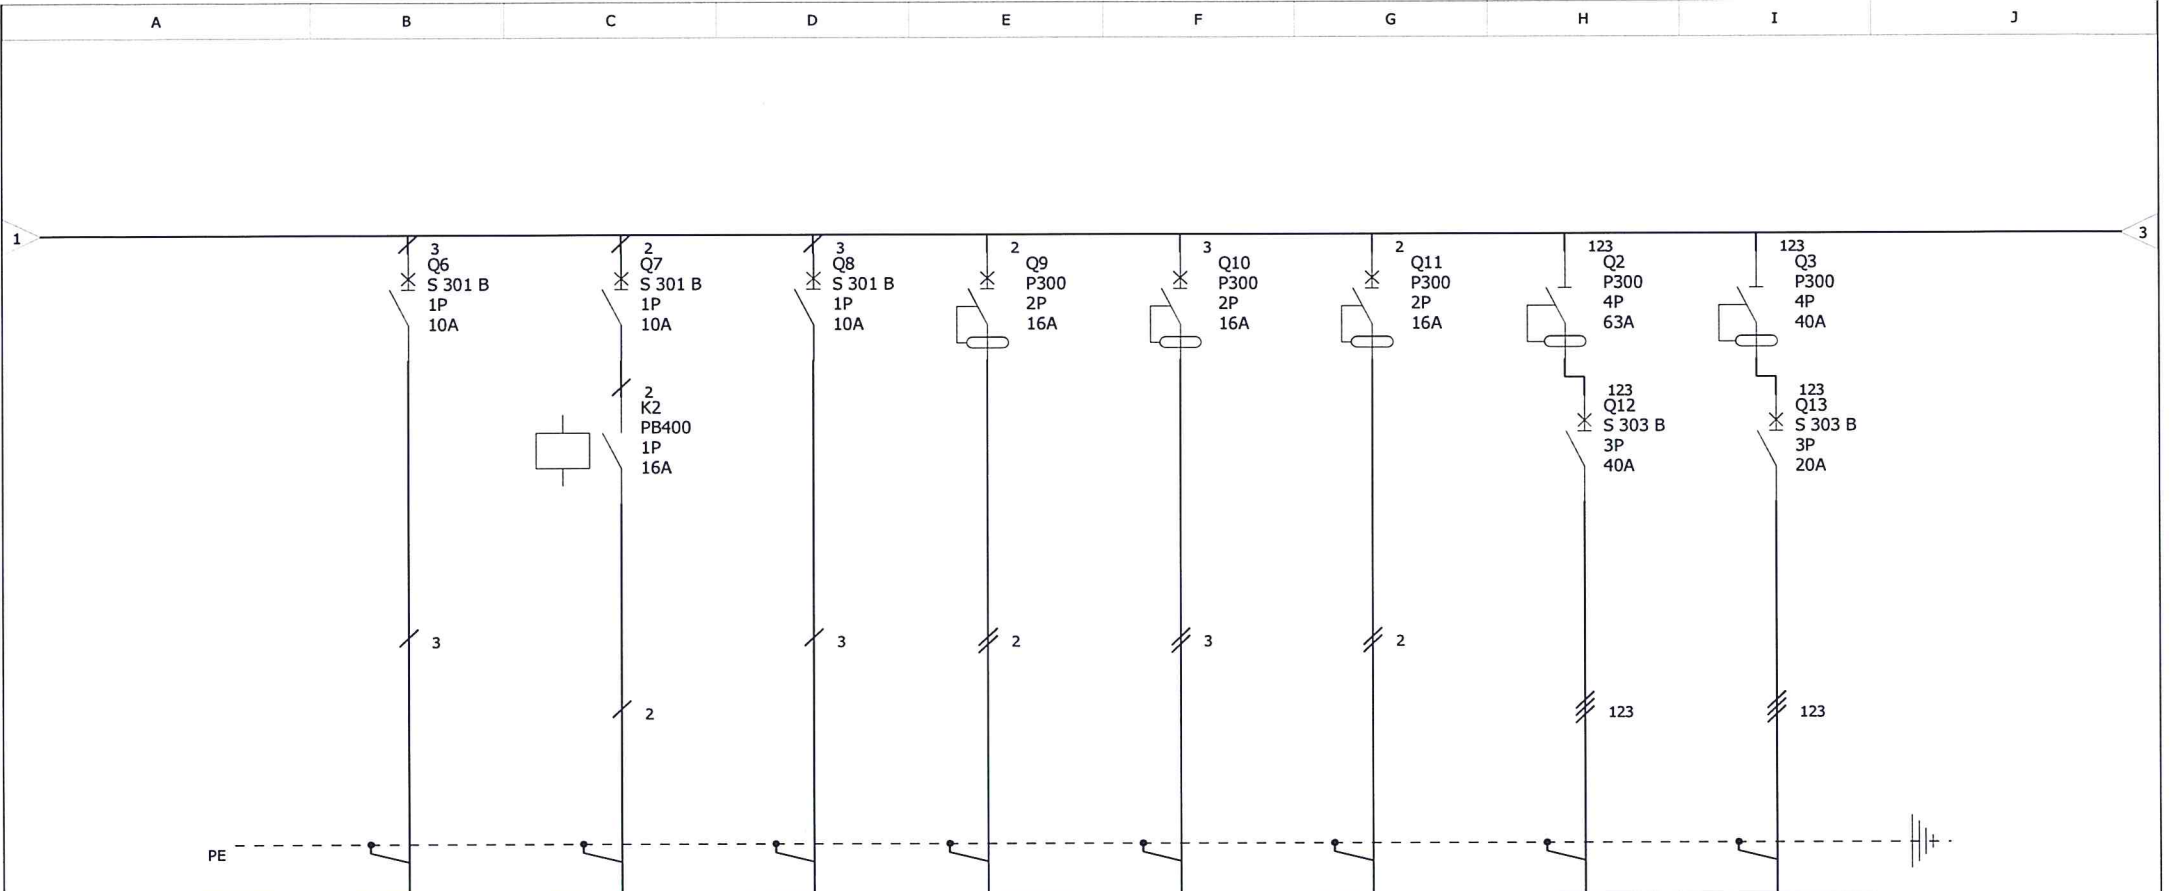 A B C D E F G H I J
1 3
3 2 3 2 3 2 123 123
Q6 Q7 Q8 Q9 Q10 Q11 Q2 Q3
S 301 B S 301 B S 301 B P300 P300 P300 P300 P300
1P 1P 1P 2P 2P 2P 4P 4P
10A 10A 10A 16A 16A 16A 63A 40A
2 123 123
K2 Q12 Q13
PB400 S 303 B S 303 B
1P 3P 3P
16A 40A 20A
3 3 2 3 2
2 123 123
PE